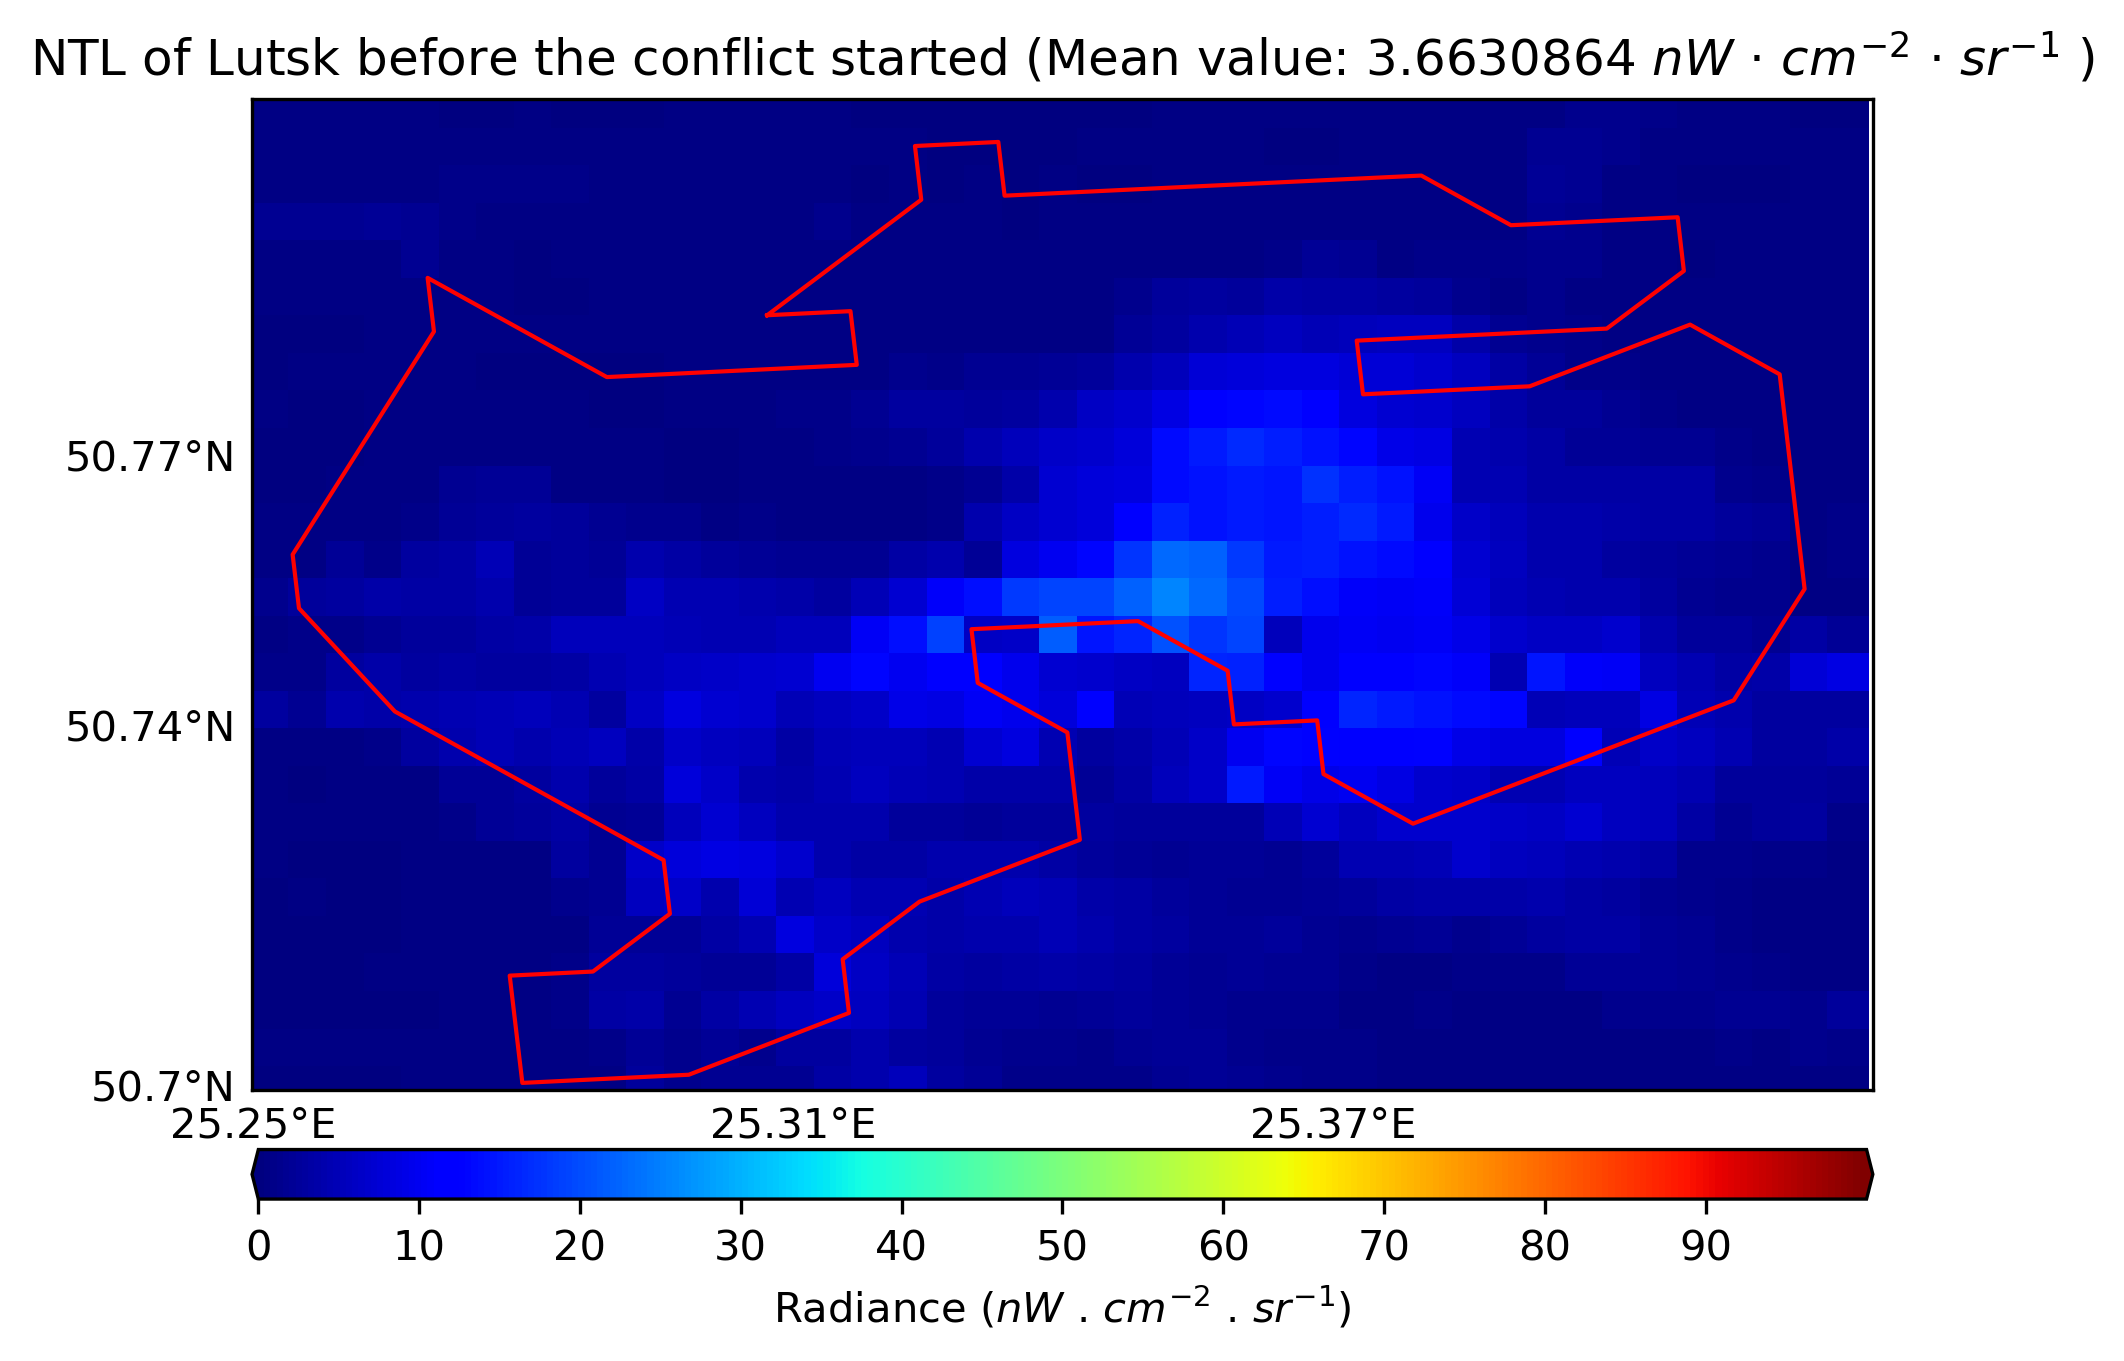 NTL of Lutsk before the conflict started (Mean value: 3.6630864 nW · cm⁻² · sr⁻¹ )
50.77°N
50.74°N
50.7°N
25.25°E 25.31°E 25.37°E
0 10 20 30 40 50 60 70 80 90
Radiance (nW . cm⁻² . sr⁻¹)